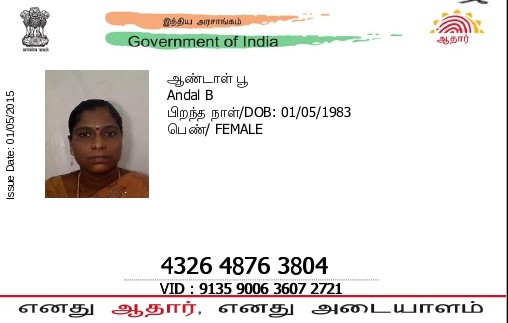 இந்திய அரசாங்கம்
Government of India
ஆதார்
ஆண்டாள் பூ
Andal B
பிறந்த நாள்/DOB: 01/05/1983
பெண்/ FEMALE
Issue Date: 01/05/2015
4326 4876 3804
VID : 9135 9006 3607 2721
எனது ஆதார், எனது அடையாளம்